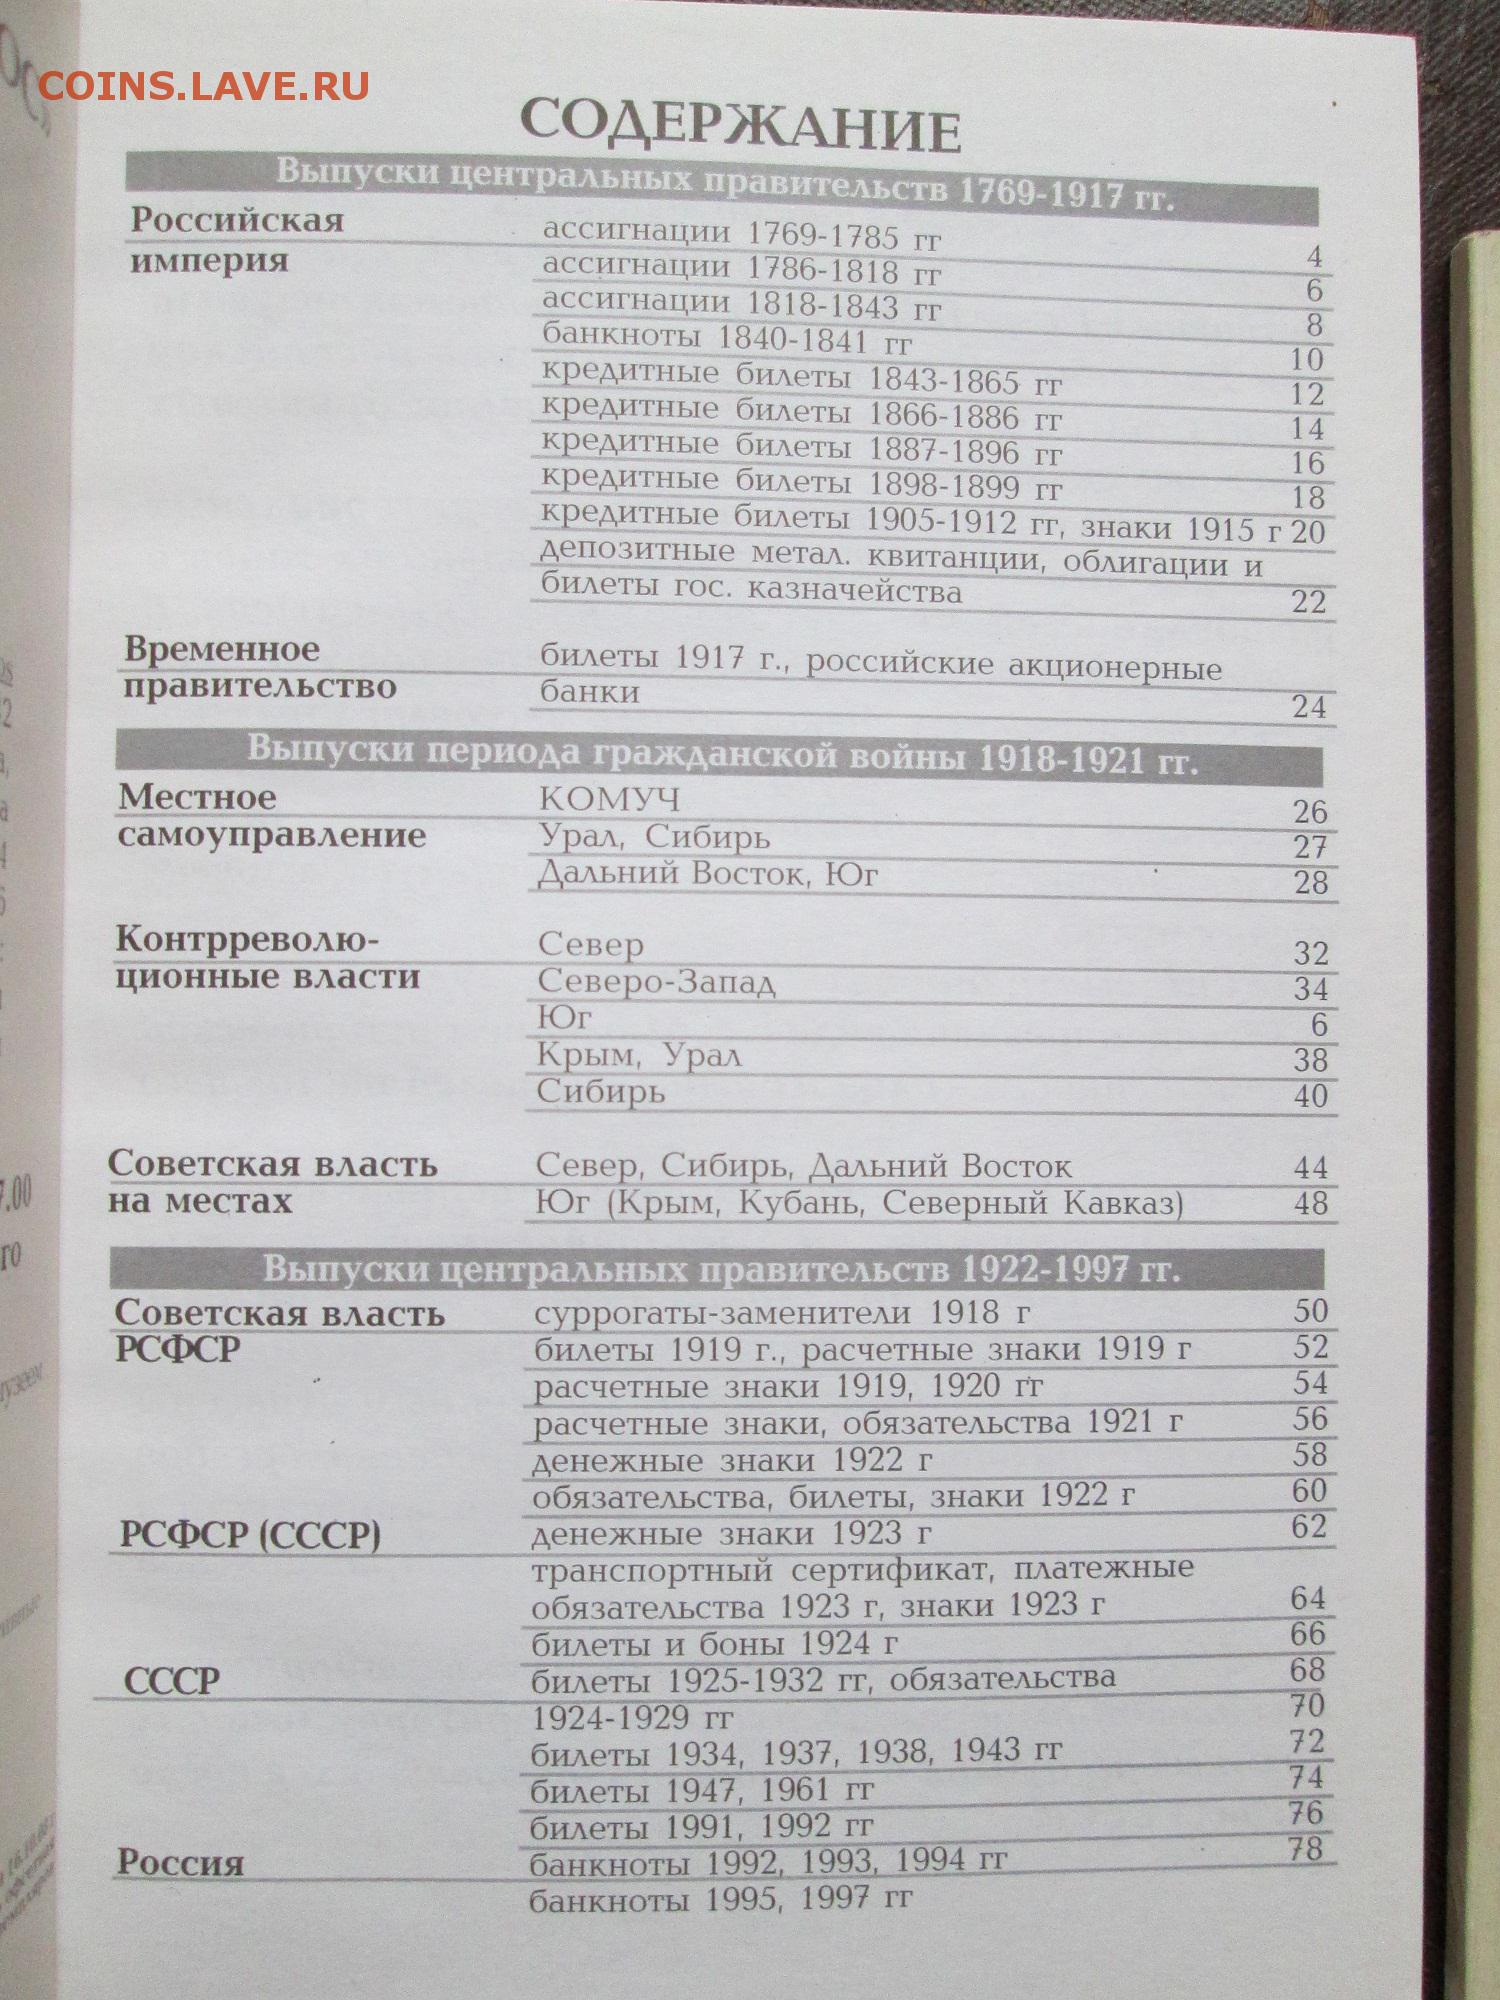 COINS.LAVE.RU
СОДЕРЖАНИЕ
Выпуски центральных правительств 1769-1917 гг.
Российская ассигнации 1769-1785 гг 4
империя ассигнации 1786-1818 гг 6
ассигнации 1818-1843 гг 8
банкноты 1840-1841 гг 10
кредитные билеты 1843-1865 гг 12
кредитные билеты 1866-1886 гг 14
кредитные билеты 1887-1896 гг 16
кредитные билеты 1898-1899 гг 18
кредитные билеты 1905-1912 гг, знаки 1915 г 20
депозитные метал. квитанции, облигации и
билеты гос. казначейства 22
Временное билеты 1917 г., российские акционерные
правительство банки 24
Выпуски периода гражданской войны 1918-1921 гг.
Местное КОМУЧ 26
самоуправление Урал, Сибирь 27
Дальний Восток, Юг 28
Контрреволю- Север 32
ционные власти Северо-Запад 34
Юг 6
Крым, Урал 38
Сибирь 40
Советская власть Север, Сибирь, Дальний Восток 44
на местах Юг (Крым, Кубань, Северный Кавказ) 48
Выпуски центральных правительств 1922-1997 гг.
Советская власть суррогаты-заменители 1918 г 50
РСФСР билеты 1919 г., расчетные знаки 1919 г 52
расчетные знаки 1919, 1920 гг 54
расчетные знаки, обязательства 1921 г 56
денежные знаки 1922 г 58
обязательства, билеты, знаки 1922 г 60
РСФСР (СССР) денежные знаки 1923 г 62
транспортный сертификат, платежные
обязательства 1923 г, знаки 1923 г 64
билеты и боны 1924 г 66
СССР билеты 1925-1932 гг, обязательства 68
1924-1929 гг 70
билеты 1934, 1937, 1938, 1943 гг 72
билеты 1947, 1961 гг 74
билеты 1991, 1992 гг 76
Россия банкноты 1992, 1993, 1994 гг 78
банкноты 1995, 1997 гг